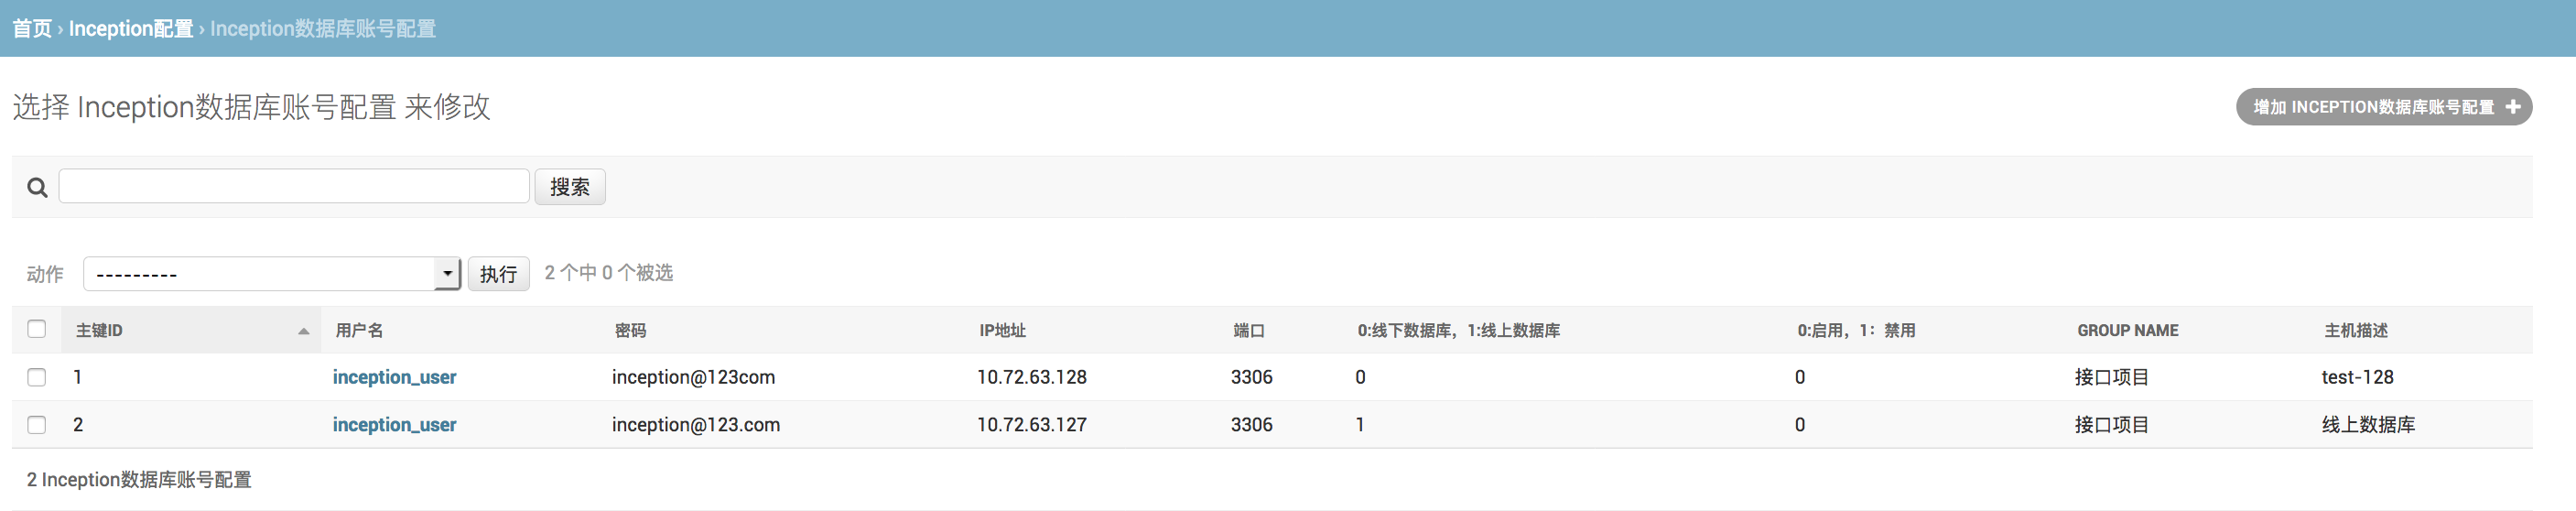 首页 › Inception配置 › Inception数据库账号配置
选择 Inception数据库账号配置 来修改
增加 INCEPTION数据库账号配置
搜索
动作 --------- 执行 2 个中 0 个被选
主键ID 用户名 密码 IP地址 端口 0:线下数据库，1:线上数据库 0:启用，1：禁用 GROUP NAME 主机描述
1 inception_user inception@123com 10.72.63.128 3306 0 0 接口项目 test-128
2 inception_user inception@123.com 10.72.63.127 3306 1 0 接口项目 线上数据库
2 Inception数据库账号配置